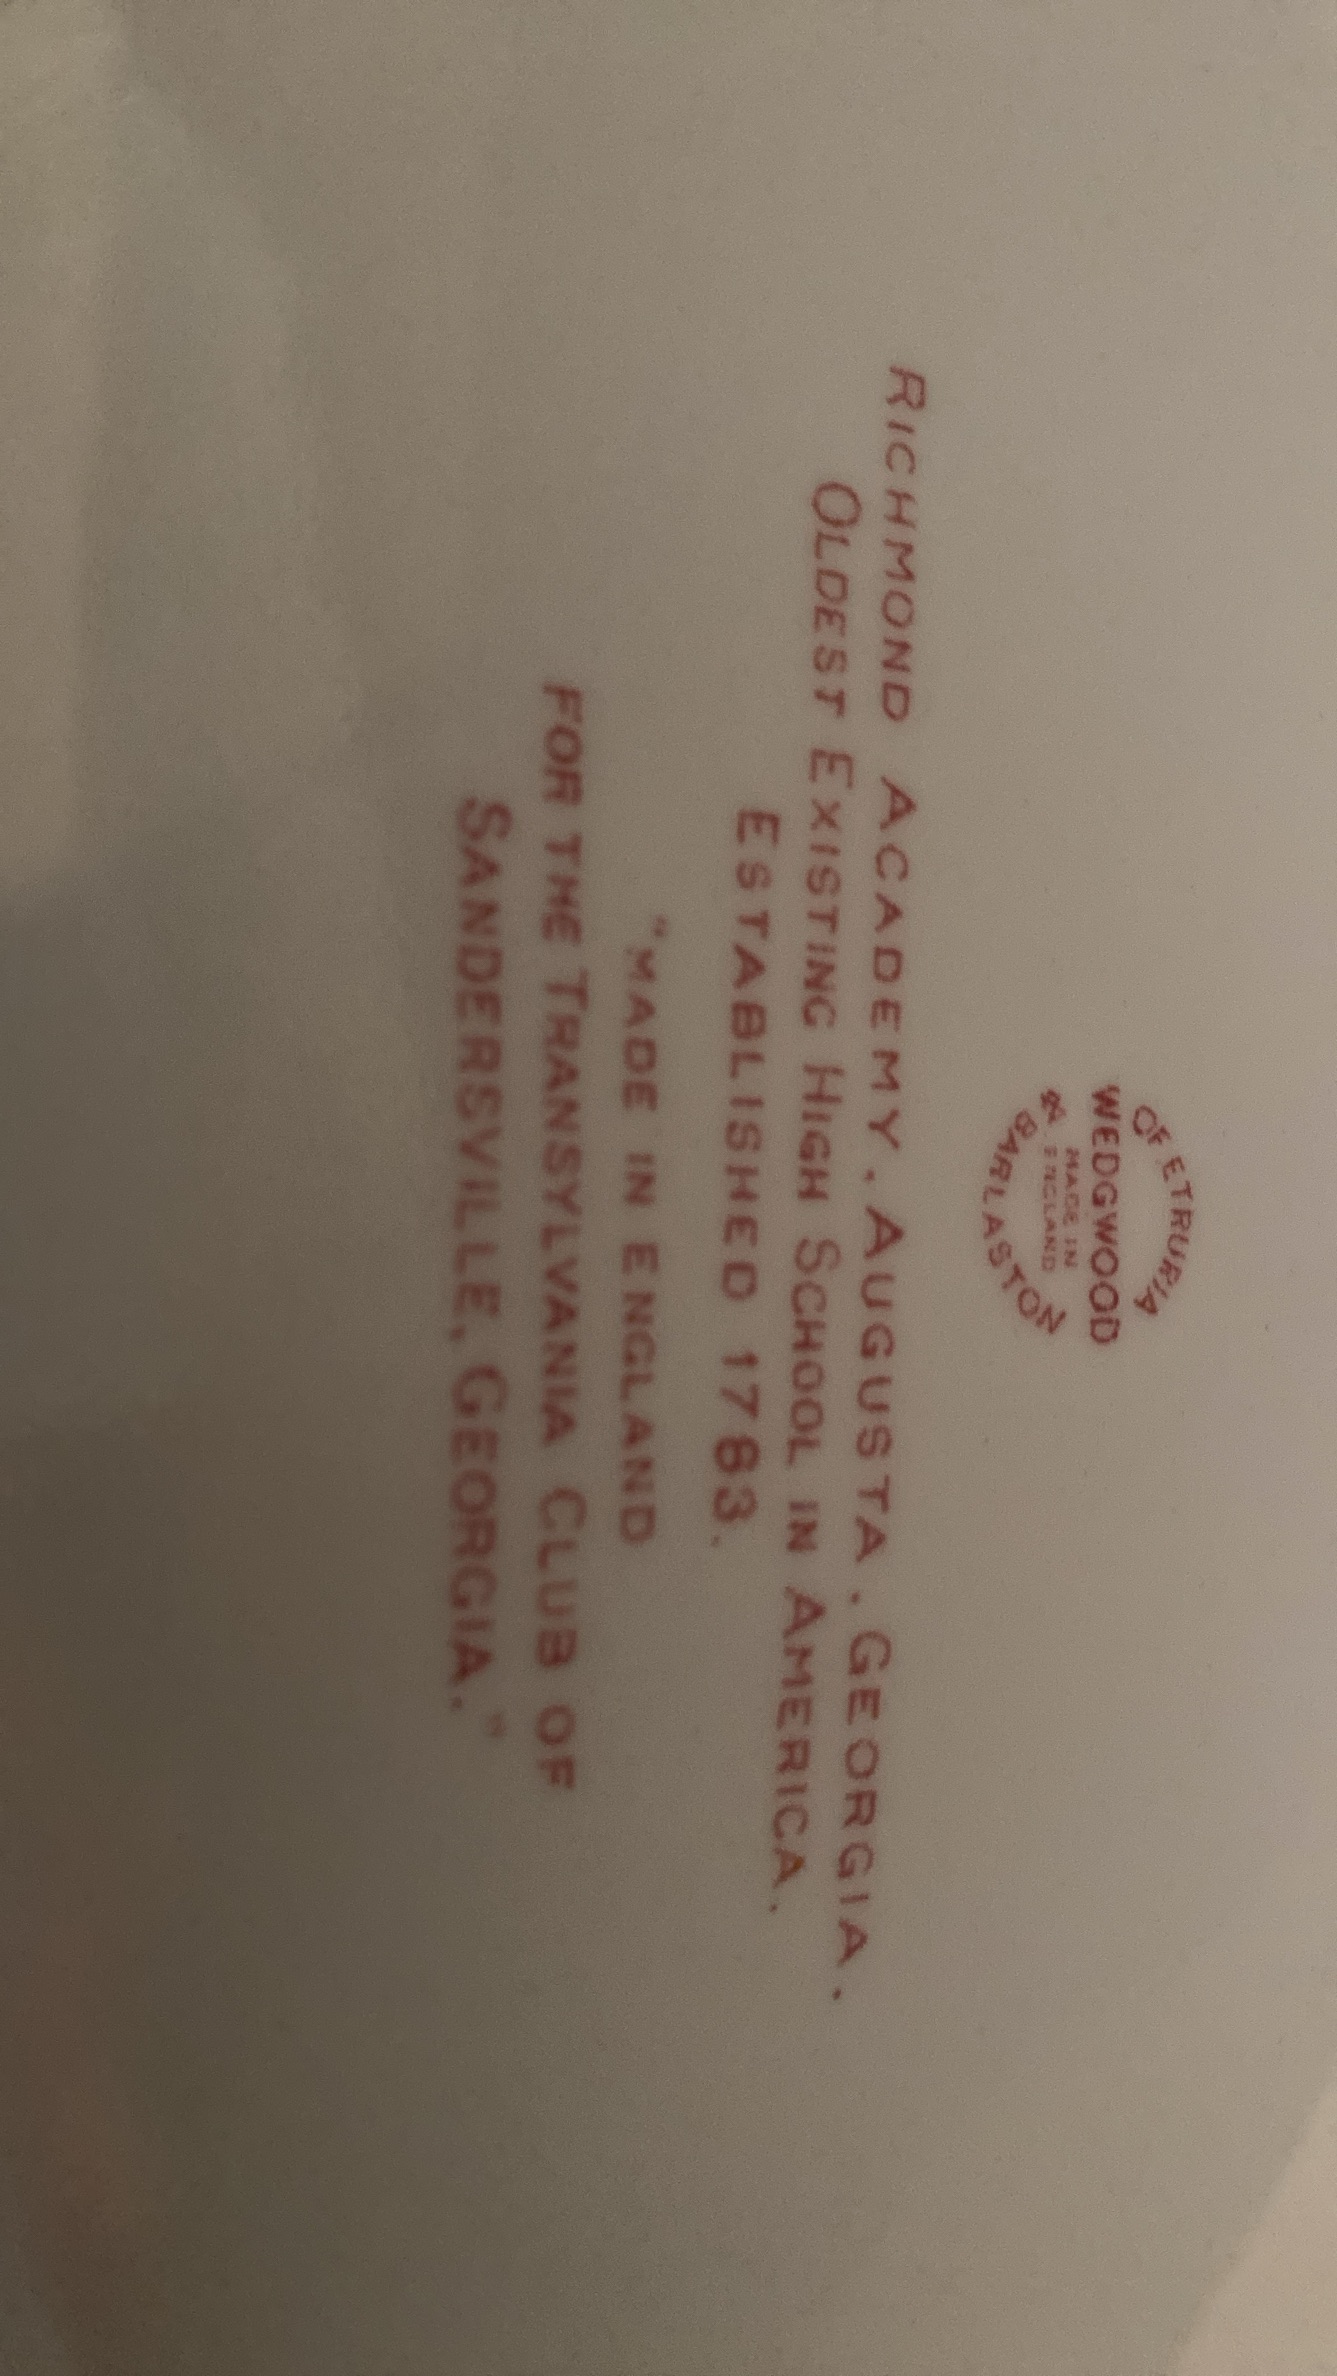 OF ETRURIA
WEDGWOOD
MADE IN
ENGLAND
BARLASTON
RICHMOND ACADEMY. AUGUSTA. GEORGIA.
OLDEST EXISTING HIGH SCHOOL IN AMERICA.
ESTABLISHED 1783.
"MADE IN ENGLAND
FOR THE TRANSYLVANIA CLUB OF
SANDERSVILLE, GEORGIA."